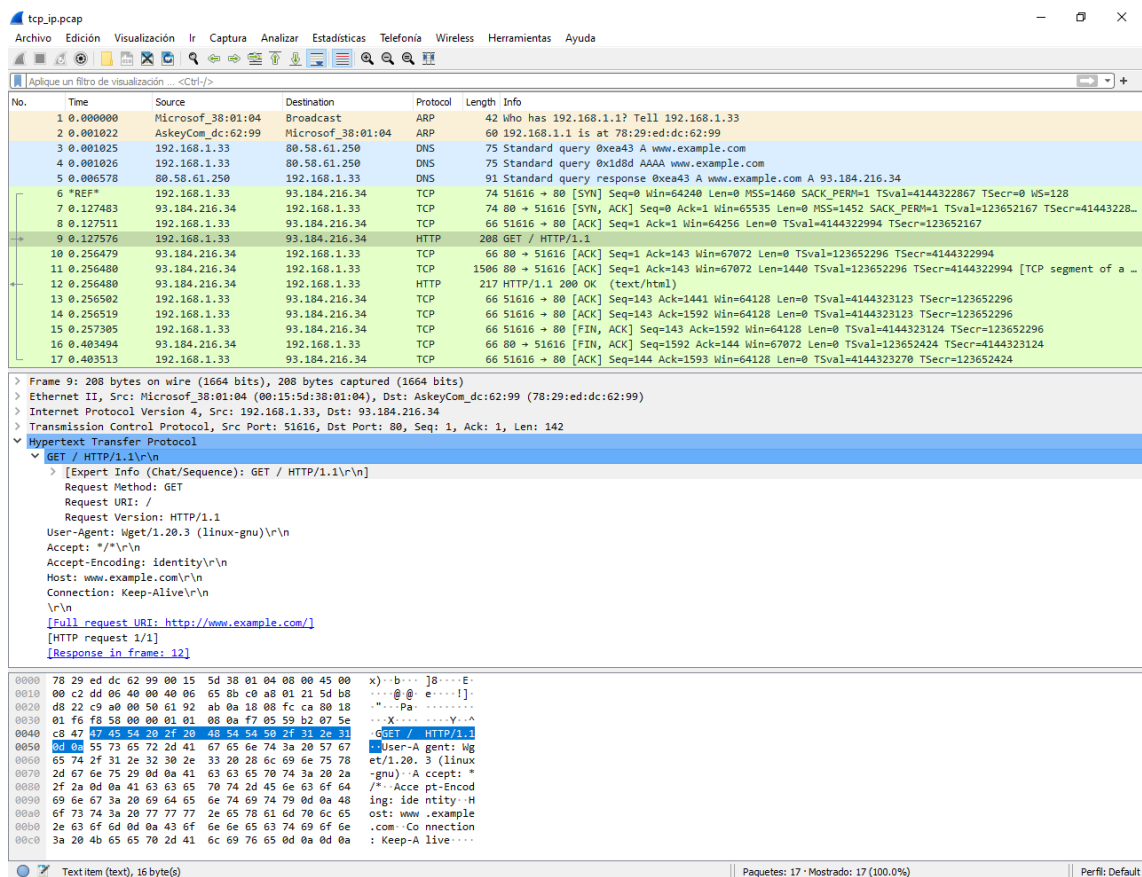 tcp_ip.pcap
Archivo Edición Visualización Ir Captura Analizar Estadísticas Telefonía Wireless Herramientas Ayuda
Aplique un filtro de visualización ... <Ctrl-/>
No. Time Source Destination Protocol Length Info
1 0.000000 Microsof_38:01:04 Broadcast ARP 42 Who has 192.168.1.1? Tell 192.168.1.33
2 0.001022 AskeyCom_dc:62:99 Microsof_38:01:04 ARP 60 192.168.1.1 is at 78:29:ed:dc:62:99
3 0.001025 192.168.1.33 80.58.61.250 DNS 75 Standard query 0xea43 A www.example.com
4 0.001026 192.168.1.33 80.58.61.250 DNS 75 Standard query 0x1d8d AAAA www.example.com
5 0.006578 80.58.61.250 192.168.1.33 DNS 91 Standard query response 0xea43 A www.example.com A 93.184.216.34
6 *REF* 192.168.1.33 93.184.216.34 TCP 74 51616 → 80 [SYN] Seq=0 Win=64240 Len=0 MSS=1460 SACK_PERM=1 TSval=4144322867 TSecr=0 WS=128
7 0.127483 93.184.216.34 192.168.1.33 TCP 74 80 → 51616 [SYN, ACK] Seq=0 Ack=1 Win=65535 Len=0 MSS=1452 SACK_PERM=1 TSval=123652167 TSecr=41443228…
8 0.127511 192.168.1.33 93.184.216.34 TCP 66 51616 → 80 [ACK] Seq=1 Ack=1 Win=64256 Len=0 TSval=4144322994 TSecr=123652167
9 0.127576 192.168.1.33 93.184.216.34 HTTP 208 GET / HTTP/1.1
10 0.256479 93.184.216.34 192.168.1.33 TCP 66 80 → 51616 [ACK] Seq=1 Ack=143 Win=67072 Len=0 TSval=123652296 TSecr=4144322994
11 0.256480 93.184.216.34 192.168.1.33 TCP 1506 80 → 51616 [ACK] Seq=1 Ack=143 Win=67072 Len=1440 TSval=123652296 TSecr=4144322994 [TCP segment of a …
12 0.256480 93.184.216.34 192.168.1.33 HTTP 217 HTTP/1.1 200 OK (text/html)
13 0.256502 192.168.1.33 93.184.216.34 TCP 66 51616 → 80 [ACK] Seq=143 Ack=1441 Win=64128 Len=0 TSval=4144323123 TSecr=123652296
14 0.256519 192.168.1.33 93.184.216.34 TCP 66 51616 → 80 [ACK] Seq=143 Ack=1592 Win=64128 Len=0 TSval=4144323123 TSecr=123652296
15 0.257305 192.168.1.33 93.184.216.34 TCP 66 51616 → 80 [FIN, ACK] Seq=143 Ack=1592 Win=64128 Len=0 TSval=4144323124 TSecr=123652296
16 0.403494 93.184.216.34 192.168.1.33 TCP 66 80 → 51616 [FIN, ACK] Seq=1592 Ack=144 Win=67072 Len=0 TSval=123652424 TSecr=4144323124
17 0.403513 192.168.1.33 93.184.216.34 TCP 66 51616 → 80 [ACK] Seq=144 Ack=1593 Win=64128 Len=0 TSval=4144323270 TSecr=123652424
Frame 9: 208 bytes on wire (1664 bits), 208 bytes captured (1664 bits)
Ethernet II, Src: Microsof_38:01:04 (00:15:5d:38:01:04), Dst: AskeyCom_dc:62:99 (78:29:ed:dc:62:99)
Internet Protocol Version 4, Src: 192.168.1.33, Dst: 93.184.216.34
Transmission Control Protocol, Src Port: 51616, Dst Port: 80, Seq: 1, Ack: 1, Len: 142
Hypertext Transfer Protocol
GET / HTTP/1.1\r\n
[Expert Info (Chat/Sequence): GET / HTTP/1.1\r\n]
Request Method: GET
Request URI: /
Request Version: HTTP/1.1
User-Agent: Wget/1.20.3 (linux-gnu)\r\n
Accept: */*\r\n
Accept-Encoding: identity\r\n
Host: www.example.com\r\n
Connection: Keep-Alive\r\n
\r\n
[Full request URI: http://www.example.com/]
[HTTP request 1/1]
[Response in frame: 12]
0000 78 29 ed dc 62 99 00 15 5d 38 01 04 08 00 45 00 x)··b··· ]8····E·
0010 00 c2 dd 06 40 00 40 06 65 8b c0 a8 01 21 5d b8 ····@·@· e····!]·
0020 d8 22 c9 a0 00 50 61 92 ab 0a 18 08 fc ca 80 18 ·"···Pa· ········
0030 01 f6 f8 58 00 00 01 01 08 0a f7 05 59 b2 07 5e ···X···· ····Y··^
0040 c8 47 47 45 54 20 2f 20 48 54 54 50 2f 31 2e 31 ·GGET / HTTP/1.1
0050 0d 0a 55 73 65 72 2d 41 67 65 6e 74 3a 20 57 67 ··User-A gent: Wg
0060 65 74 2f 31 2e 32 30 2e 33 20 28 6c 69 6e 75 78 et/1.20. 3 (linux
0070 2d 67 6e 75 29 0d 0a 41 63 63 65 70 74 3a 20 2a -gnu)··A ccept: *
0080 2f 2a 0d 0a 41 63 63 65 70 74 2d 45 6e 63 6f 64 /*··Acce pt-Encod
0090 69 6e 67 3a 20 69 64 65 6e 74 69 74 79 0d 0a 48 ing: ide ntity··H
00a0 6f 73 74 3a 20 77 77 77 2e 65 78 61 6d 70 6c 65 ost: www .example
00b0 2e 63 6f 6d 0d 0a 43 6f 6e 6e 65 63 74 69 6f 6e .com··Co nnection
00c0 3a 20 4b 65 65 70 2d 41 6c 69 76 65 0d 0a 0d 0a : Keep-A live····
Text item (text), 16 byte(s) Paquetes: 17 · Mostrado: 17 (100.0%) Perfil: Default